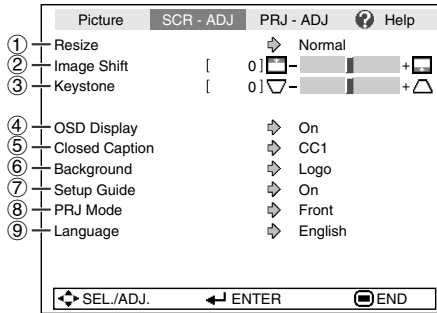 Picture SCR - ADJ PRJ - ADJ ? Help
① Resize Normal
② Image Shift [ 0 ] - +
③ Keystone [ 0 ] - +
④ OSD Display On
⑤ Closed Caption CC1
⑥ Background Logo
⑦ Setup Guide On
⑧ PRJ Mode Front
⑨ Language English
SEL./ADJ. ENTER END